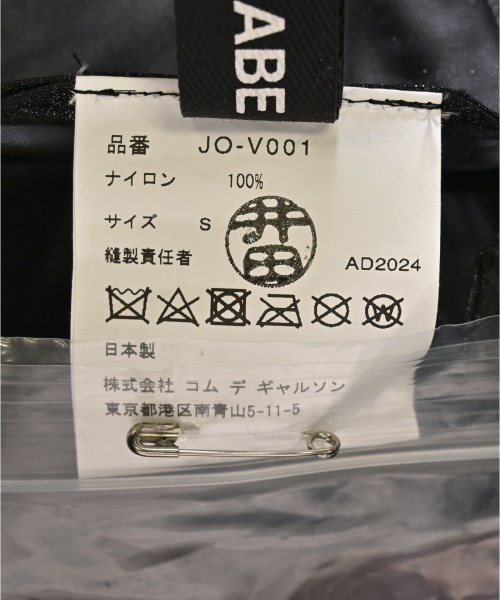 ABE
品番 JO-V001
ナイロン 100%
サイズ S
井田
縫製責任者
AD2024
W
日本製
株式会社 コム デ ギャルソン
東京都港区南青山5-11-5